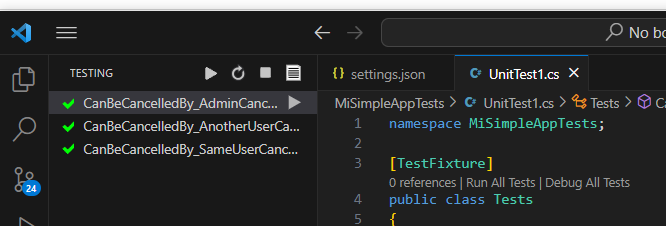 No bo
TESTING
{} settings.json
C# UnitTest1.cs
CanBeCancelledBy_AdminCanc...
CanBeCancelledBy_AnotherUserCa...
CanBeCancelledBy_SameUserCanc...
24
MiSimpleAppTests > C# UnitTest1.cs > Tests > Ca
1 namespace MiSimpleAppTests;
2
3 [TestFixture]
0 references | Run All Tests | Debug All Tests
4 public class Tests
5 {